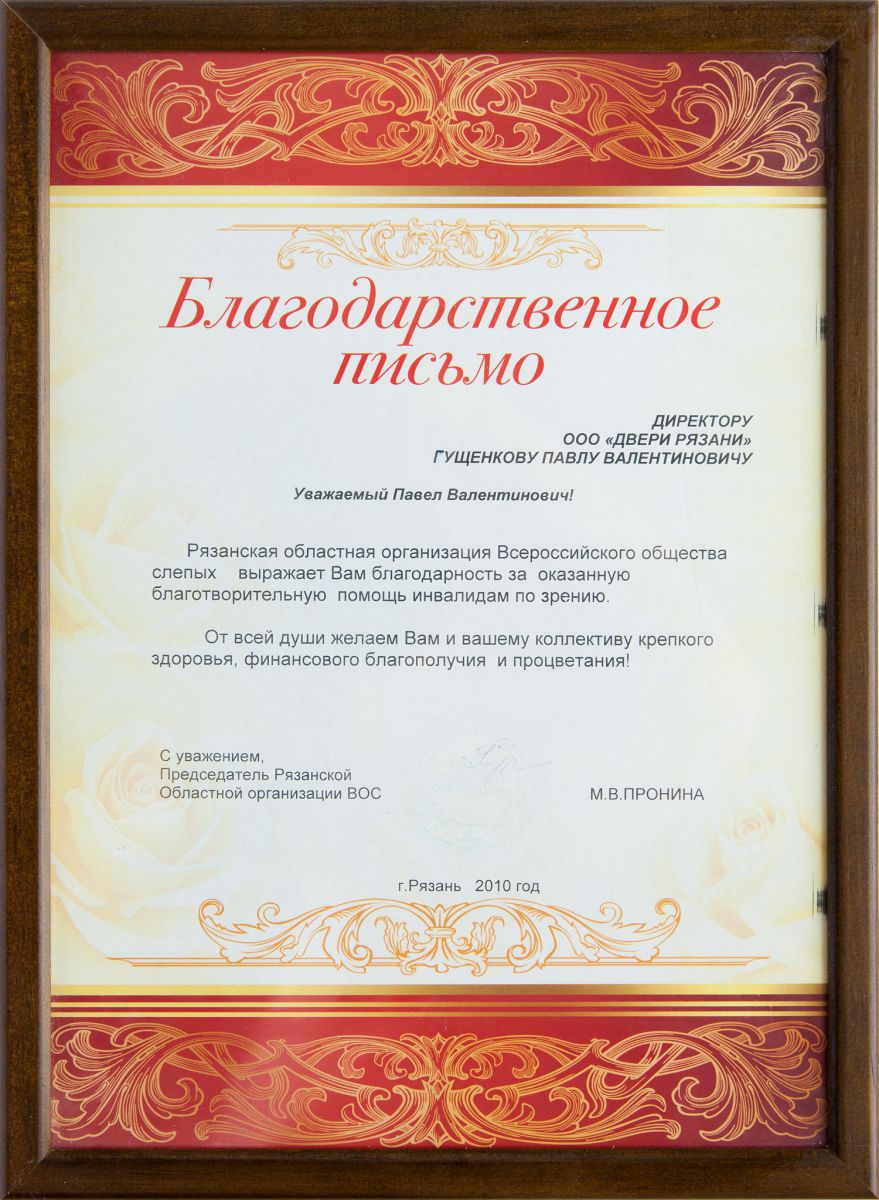 Благодарственное
письмо
ДИРЕКТОРУ
ООО «ДВЕРИ РЯЗАНИ»
ГУЩЕНКОВУ ПАВЛУ ВАЛЕНТИНОВИЧУ
Уважаемый Павел Валентинович!
Рязанская областная организация Всероссийского общества
слепых выражает Вам благодарность за оказанную
благотворительную помощь инвалидам по зрению.
От всей души желаем Вам и вашему коллективу крепкого
здоровья, финансового благополучия и процветания!
С уважением,
Председатель Рязанской
Областной организации ВОС
М.В.ПРОНИНА
г.Рязань 2010 год